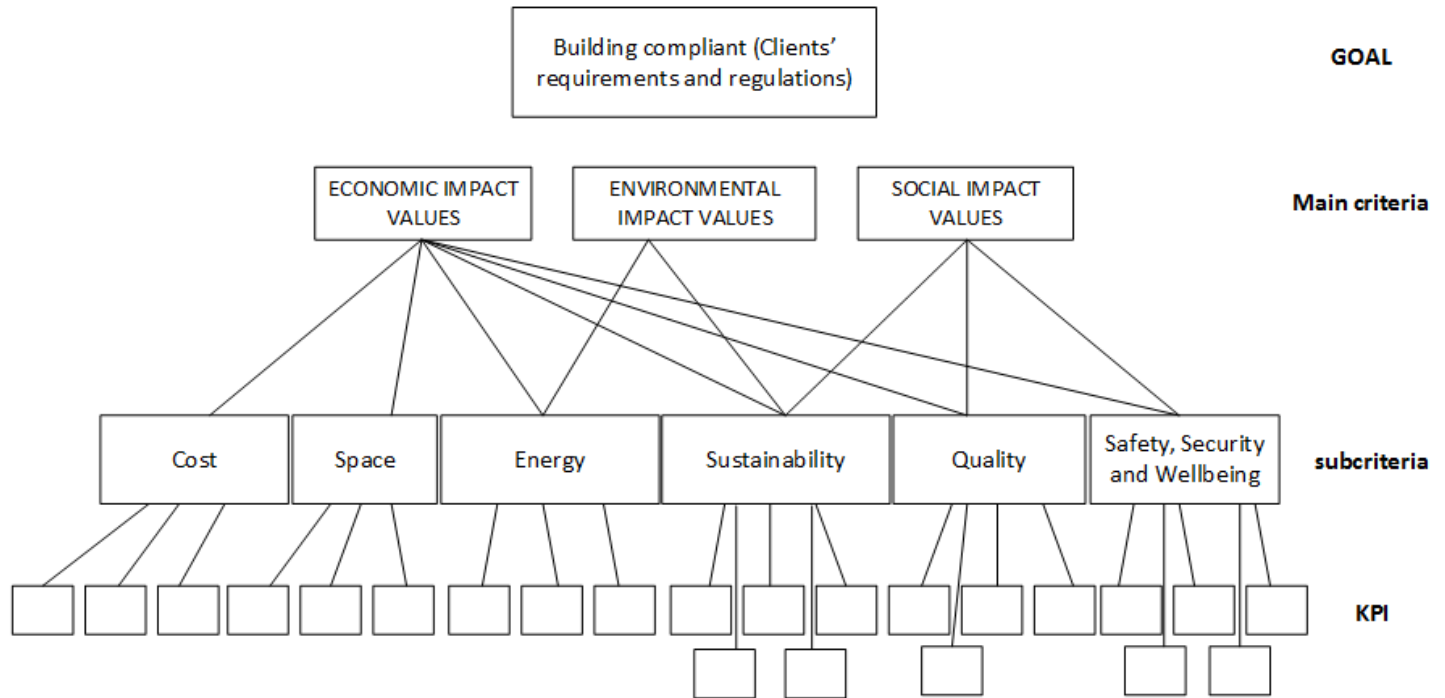 Building compliant (Clients’
requirements and regulations)
GOAL
ECONOMIC IMPACT
VALUES
ENVIRONMENTAL
IMPACT VALUES
SOCIAL IMPACT
VALUES
Main criteria
Cost
Space
Energy
Sustainability
Quality
Safety, Security
and Wellbeing
subcriteria
KPI